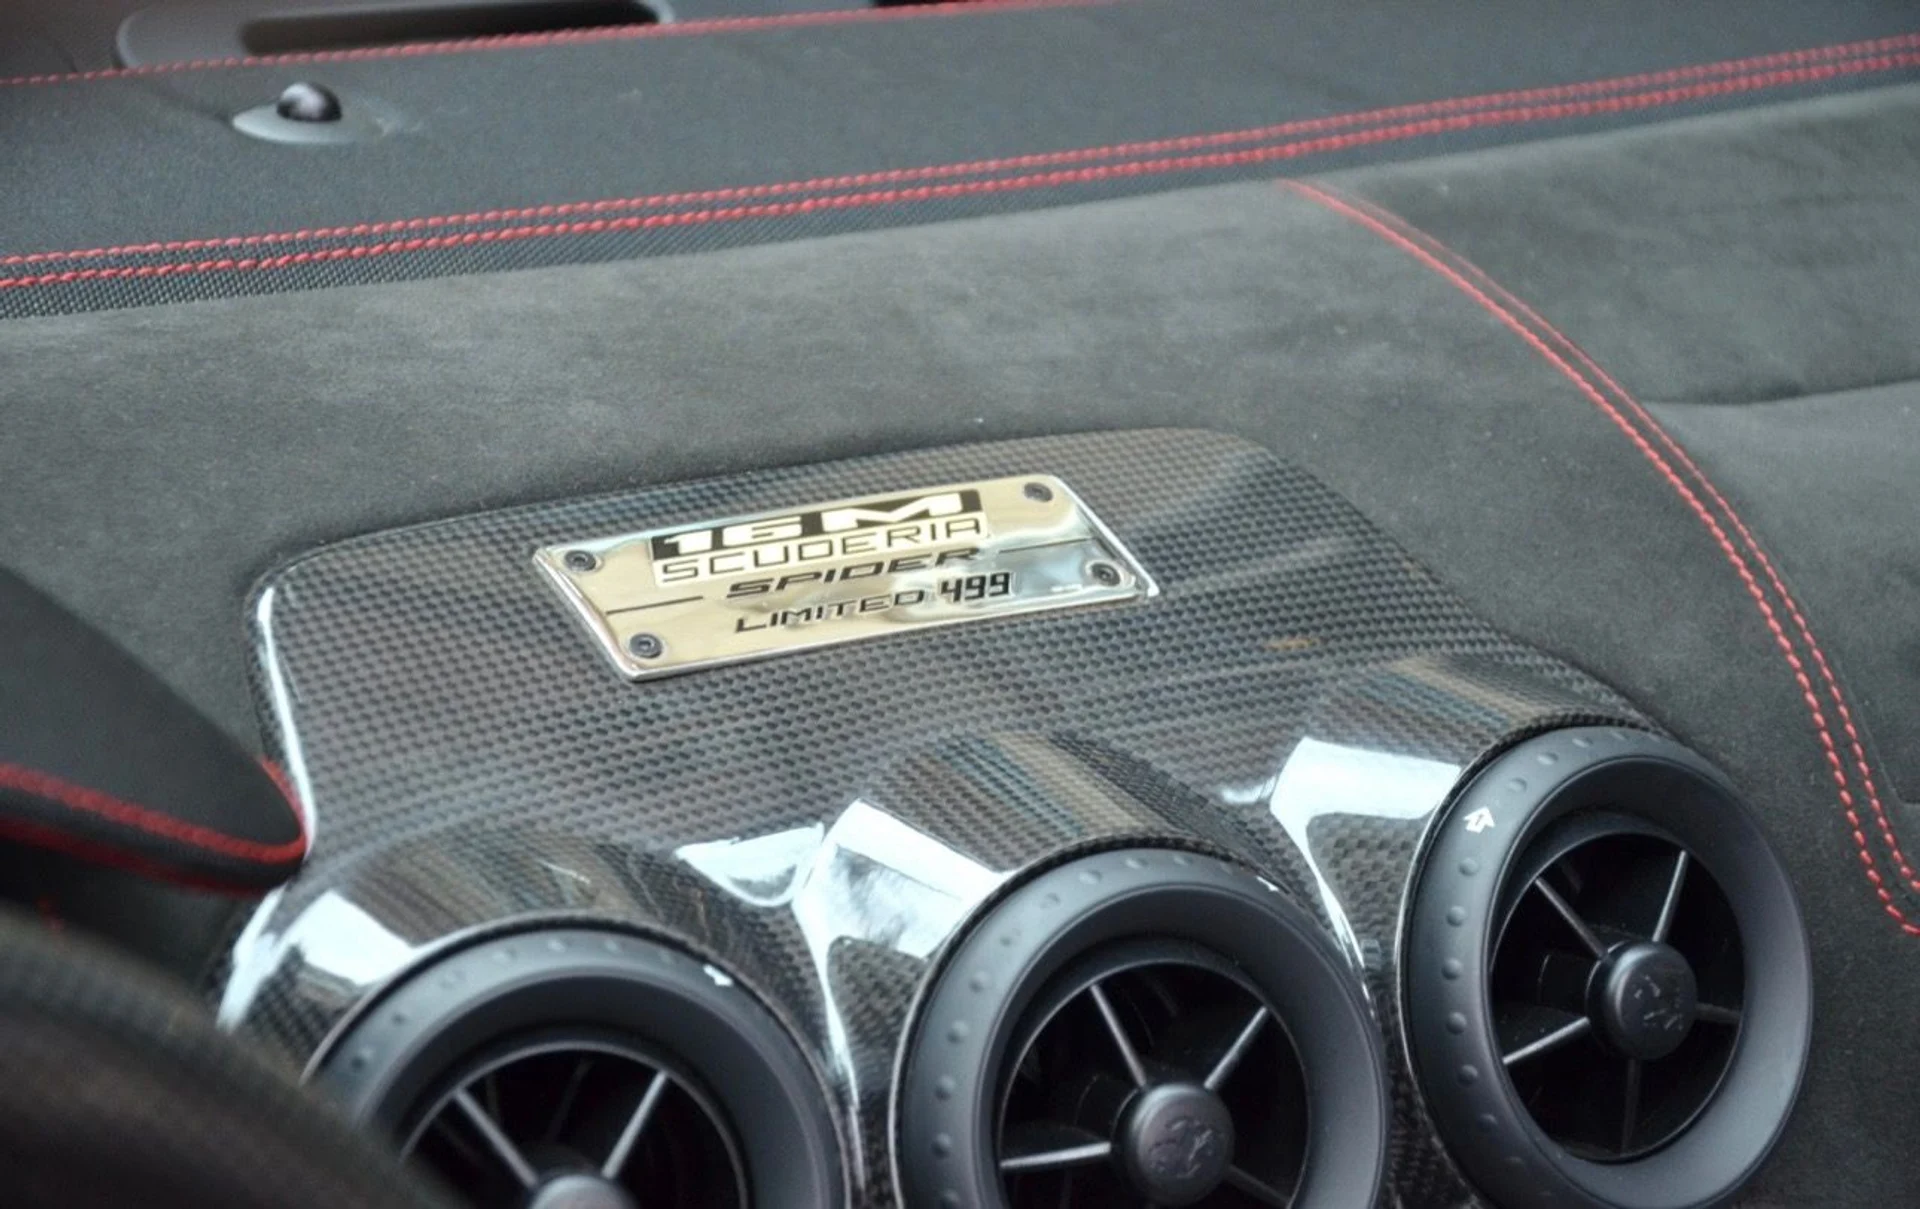 16M
SCUDERIA
SPIDER
LIMITED 499